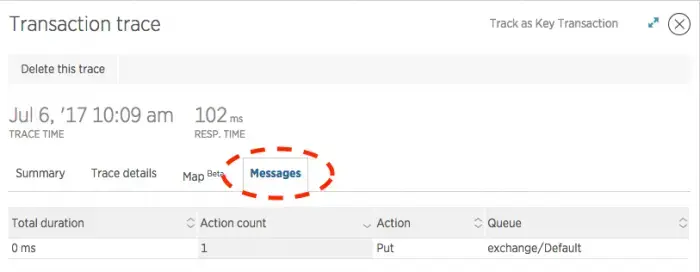 Transaction trace
Track as Key Transaction
Delete this trace
Jul 6, '17 10:09 am 102 ms
TRACE TIME RESP. TIME
Summary Trace details Map Beta Messages
Total duration Action count Action Queue
0 ms 1 Put exchange/Default